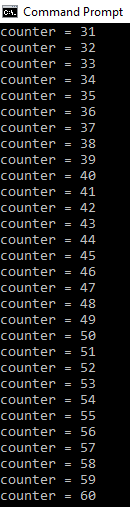 Command Prompt
counter = 31
counter = 32
counter = 33
counter = 34
counter = 35
counter = 36
counter = 37
counter = 38
counter = 39
counter = 40
counter = 41
counter = 42
counter = 43
counter = 44
counter = 45
counter = 46
counter = 47
counter = 48
counter = 49
counter = 50
counter = 51
counter = 52
counter = 53
counter = 54
counter = 55
counter = 56
counter = 57
counter = 58
counter = 59
counter = 60